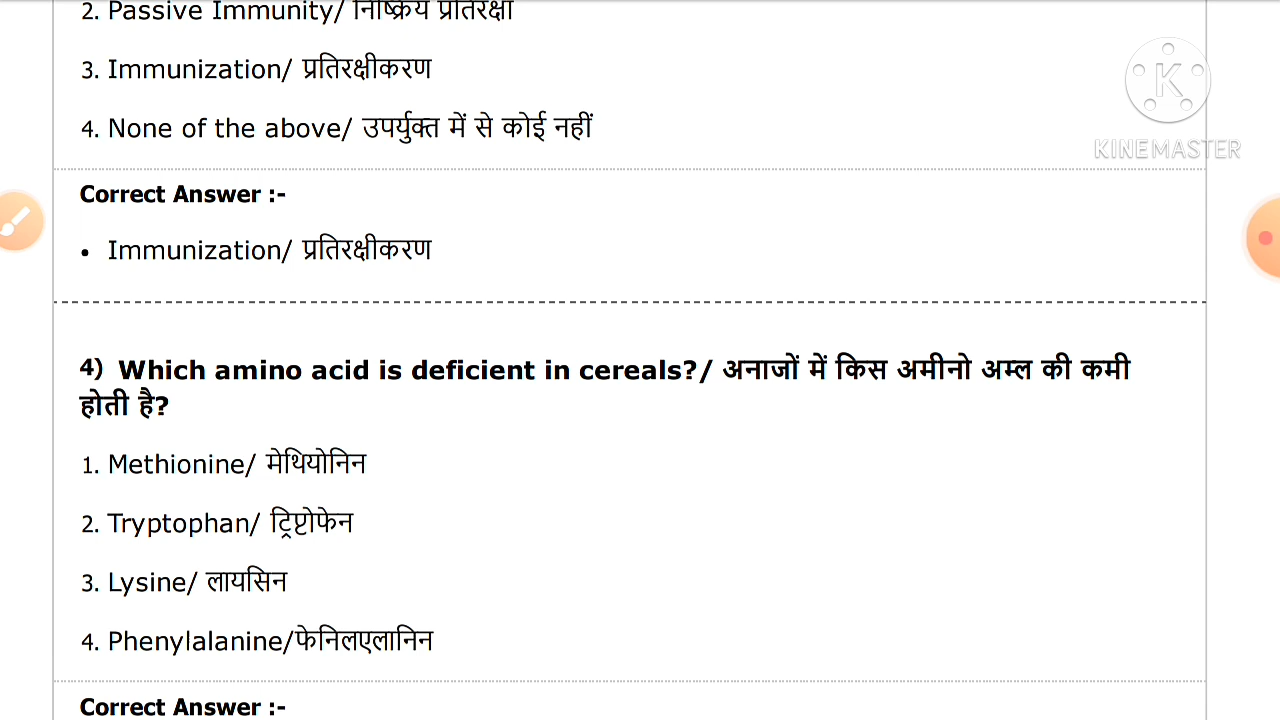 2. Passive Immunity/ निष्क्रिय प्रतिरक्षा
3. Immunization/ प्रतिरक्षीकरण
4. None of the above/ उपर्युक्त में से कोई नहीं
KINEMASTER
Correct Answer :-
• Immunization/ प्रतिरक्षीकरण
4) Which amino acid is deficient in cereals?/ अनाजों में किस अमीनो अम्ल की कमी
होती है?
1. Methionine/ मेथियोनिन
2. Tryptophan/ ट्रिप्टोफेन
3. Lysine/ लायसिन
4. Phenylalanine/फेनिलएलानिन
Correct Answer :-